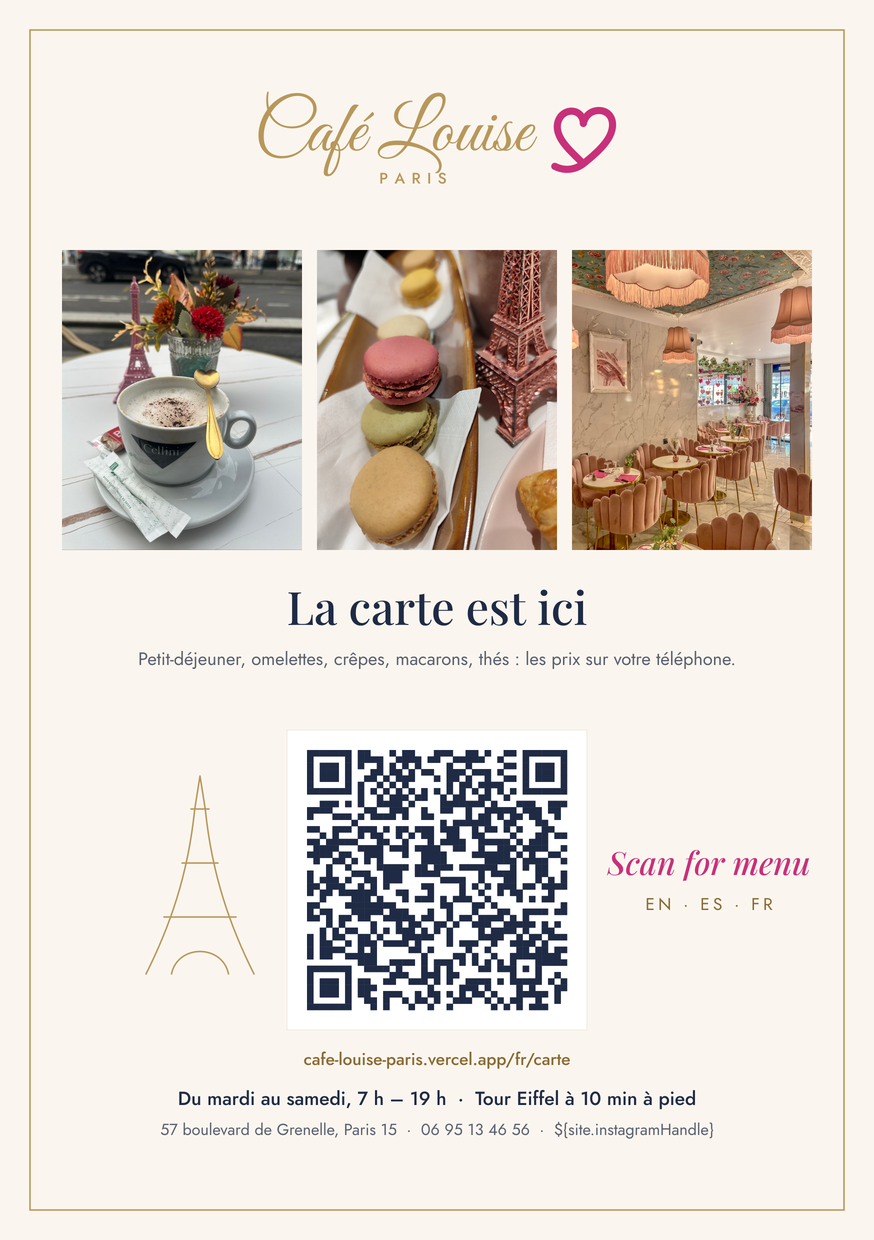 Café Louise
PARIS
Cellini
La carte est ici
Petit-déjeuner, omelettes, crêpes, macarons, thés : les prix sur votre téléphone.
Scan for menu
EN · ES · FR
cafe-louise-paris.vercel.app/fr/carte
Du mardi au samedi, 7 h – 19 h · Tour Eiffel à 10 min à pied
57 boulevard de Grenelle, Paris 15 · 06 95 13 46 56 · ${site.instagramHandle}